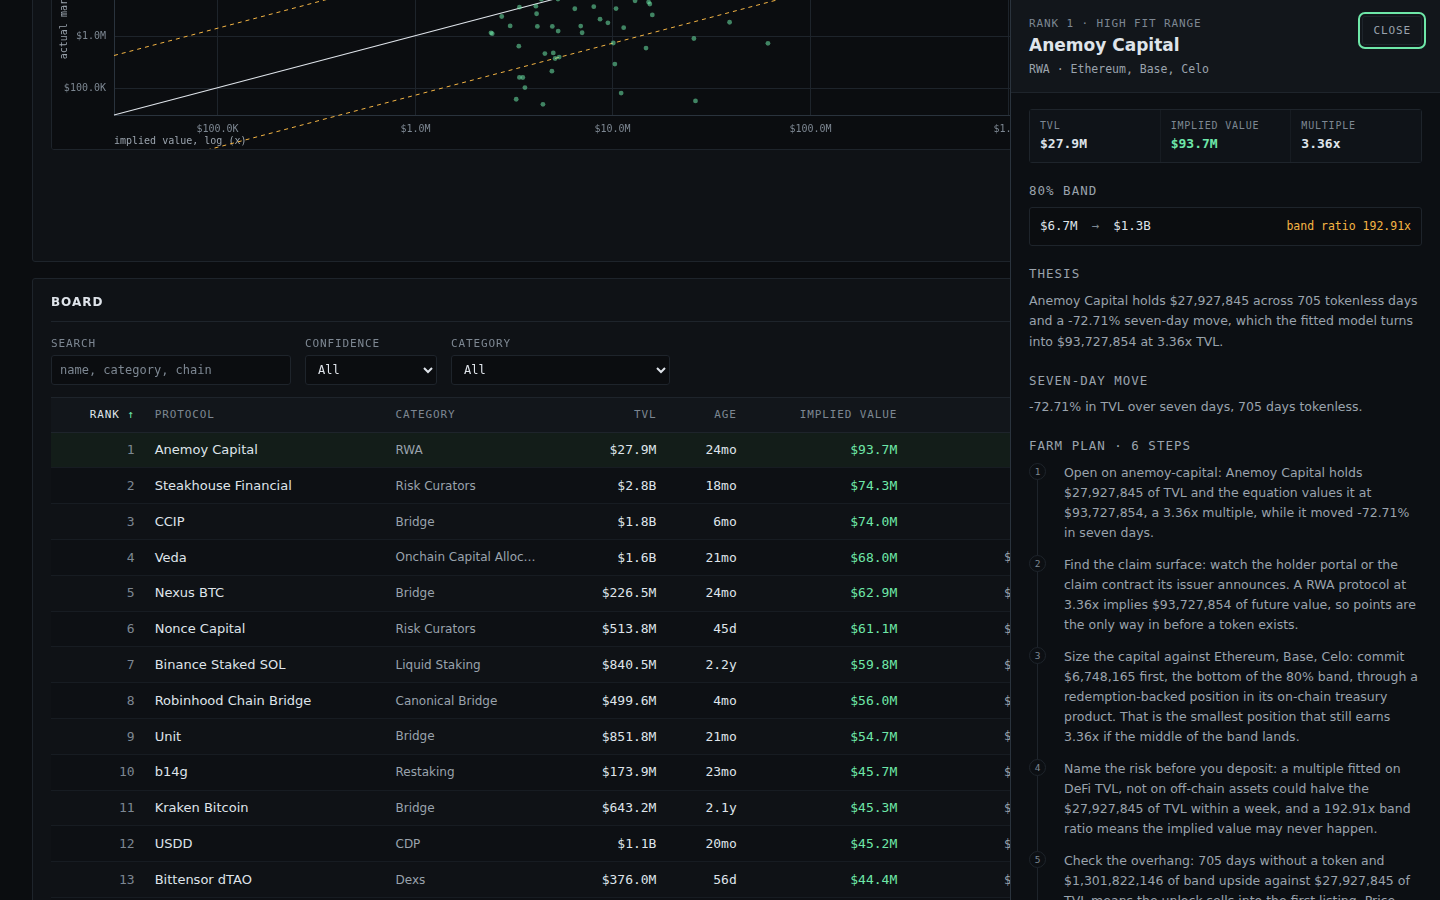 actual mar
$1.0M
$100.0K
$100.0K
$1.0M
$10.0M
$100.0M
$1.
implied value, log (x)
BOARD
SEARCH
CONFIDENCE
CATEGORY
name, category, chain
All
All
RANK ↑ PROTOCOL CATEGORY TVL AGE IMPLIED VALUE
1 Anemoy Capital RWA $27.9M 24mo $93.7M
2 Steakhouse Financial Risk Curators $2.8B 18mo $74.3M
3 CCIP Bridge $1.8B 6mo $74.0M
4 Veda Onchain Capital Alloc... $1.6B 21mo $68.0M $
5 Nexus BTC Bridge $226.5M 24mo $62.9M $
6 Nonce Capital Risk Curators $513.8M 45d $61.1M $
7 Binance Staked SOL Liquid Staking $840.5M 2.2y $59.8M $
8 Robinhood Chain Bridge Canonical Bridge $499.6M 4mo $56.0M $
9 Unit Bridge $851.8M 21mo $54.7M $
10 b14g Restaking $173.9M 23mo $45.7M $
11 Kraken Bitcoin Bridge $643.2M 2.1y $45.3M $
12 USDD CDP $1.1B 20mo $45.2M $
13 Bittensor dTAO Dexs $376.0M 56d $44.4M $
RANK 1 · HIGH FIT RANGE
Anemoy Capital
RWA · Ethereum, Base, Celo
CLOSE
TVL
$27.9M
IMPLIED VALUE
$93.7M
MULTIPLE
3.36x
80% BAND
$6.7M → $1.3B
band ratio 192.91x
THESIS
Anemoy Capital holds $27,927,845 across 705 tokenless days
and a -72.71% seven-day move, which the fitted model turns
into $93,727,854 at 3.36x TVL.
SEVEN-DAY MOVE
-72.71% in TVL over seven days, 705 days tokenless.
FARM PLAN · 6 STEPS
1
Open on anemoy-capital: Anemoy Capital holds
$27,927,845 of TVL and the equation values it at
$93,727,854, a 3.36x multiple, while it moved -72.71%
in seven days.
2
Find the claim surface: watch the holder portal or the
claim contract its issuer announces. A RWA protocol at
3.36x implies $93,727,854 of future value, so points are
the only way in before a token exists.
3
Size the capital against Ethereum, Base, Celo: commit
$6,748,165 first, the bottom of the 80% band, through a
redemption-backed position in its on-chain treasury
product. That is the smallest position that still earns
3.36x if the middle of the band lands.
4
Name the risk before you deposit: a multiple fitted on
DeFi TVL, not on off-chain assets could halve the
$27,927,845 of TVL within a week, and a 192.91x band
ratio means the implied value may never happen.
5
Check the overhang: 705 days without a token and
$1,301,822,146 of band upside against $27,927,845 of
TVL means the unlock sells into the first listing. Price